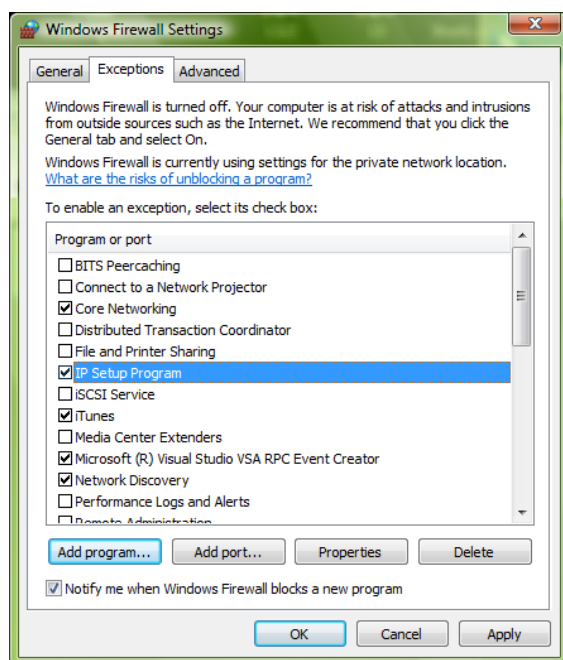 Windows Firewall Settings
General Exceptions Advanced
Windows Firewall is turned off. Your computer is at risk of attacks and intrusions
from outside sources such as the Internet. We recommend that you click the
General tab and select On.
Windows Firewall is currently using settings for the private network location.
What are the risks of unblocking a program?
To enable an exception, select its check box:
Program or port
BITS Peercaching
Connect to a Network Projector
Core Networking
Distributed Transaction Coordinator
File and Printer Sharing
IP Setup Program
iSCSI Service
iTunes
Media Center Extenders
Microsoft (R) Visual Studio VSA RPC Event Creator
Network Discovery
Performance Logs and Alerts
Remote Administration
Add program... Add port... Properties Delete
Notify me when Windows Firewall blocks a new program
OK Cancel Apply